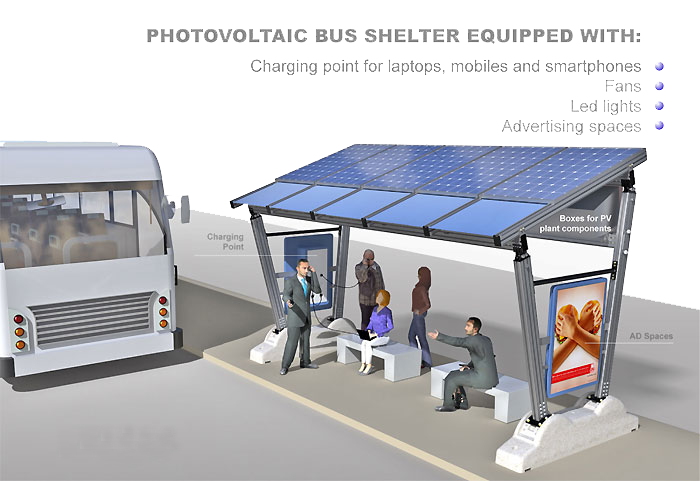 PHOTOVOLTAIC BUS SHELTER EQUIPPED WITH:
Charging point for laptops, mobiles and smartphones
Fans
Led lights
Advertising spaces
Boxes for PV
plant components
Charging
Point
AD Spaces